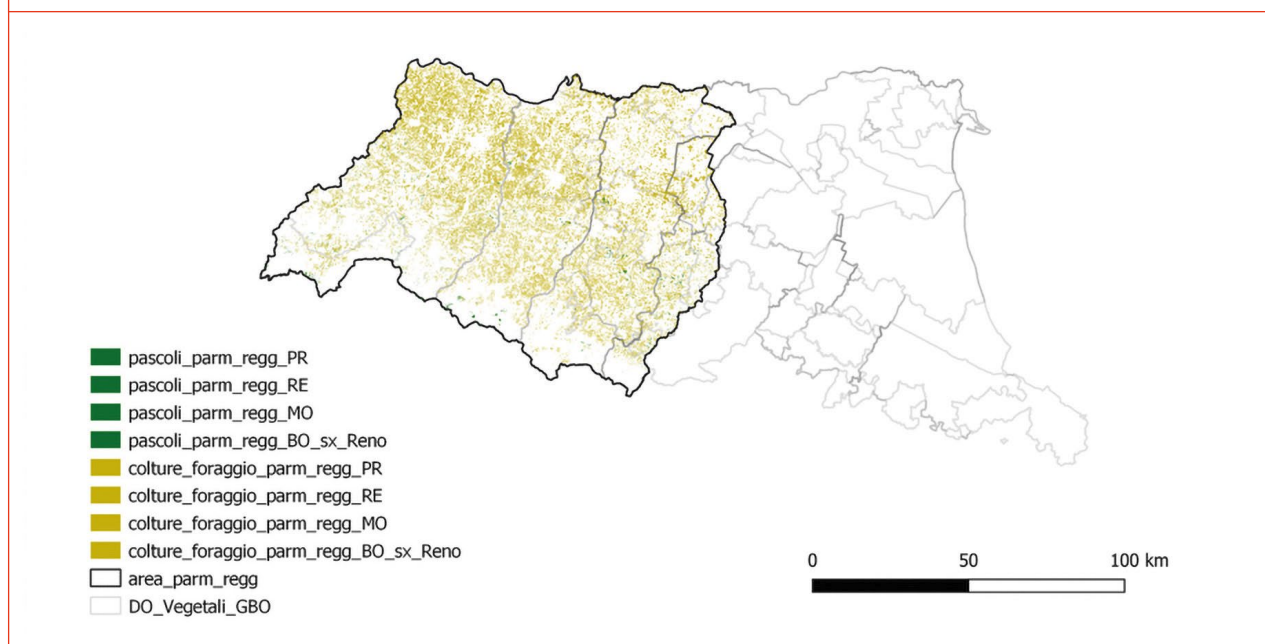 pascoli_parm_regg_PR
pascoli_parm_regg_RE
pascoli_parm_regg_MO
pascoli_parm_regg_BO_sx_Reno
colture_foraggio_parm_regg_PR
colture_foraggio_parm_regg_RE
colture_foraggio_parm_regg_MO
colture_foraggio_parm_regg_BO_sx_Reno
area_parm_regg
DO_Vegetali_GBO
0 50 100 km